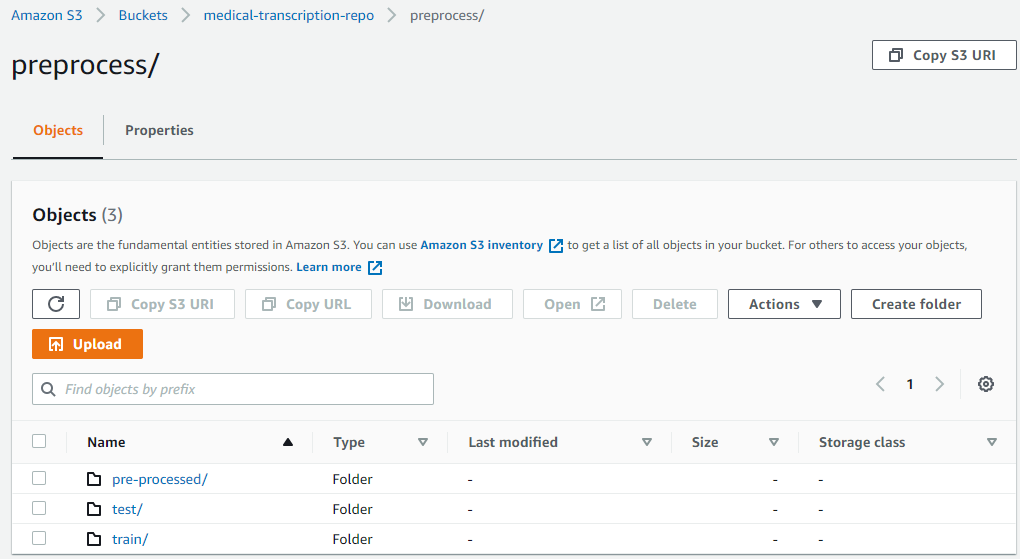 Amazon S3 > Buckets > medical-transcription-repo > preprocess/
preprocess/
Copy S3 URI
Objects Properties
Objects (3)
Objects are the fundamental entities stored in Amazon S3. You can use Amazon S3 inventory to get a list of all objects in your bucket. For others to access your objects,
you'll need to explicitly grant them permissions. Learn more
Copy S3 URI Copy URL Download Open Delete Actions Create folder
Upload
Find objects by prefix
1
Name Type Last modified Size Storage class
pre-processed/ Folder - - -
test/ Folder - - -
train/ Folder - - -